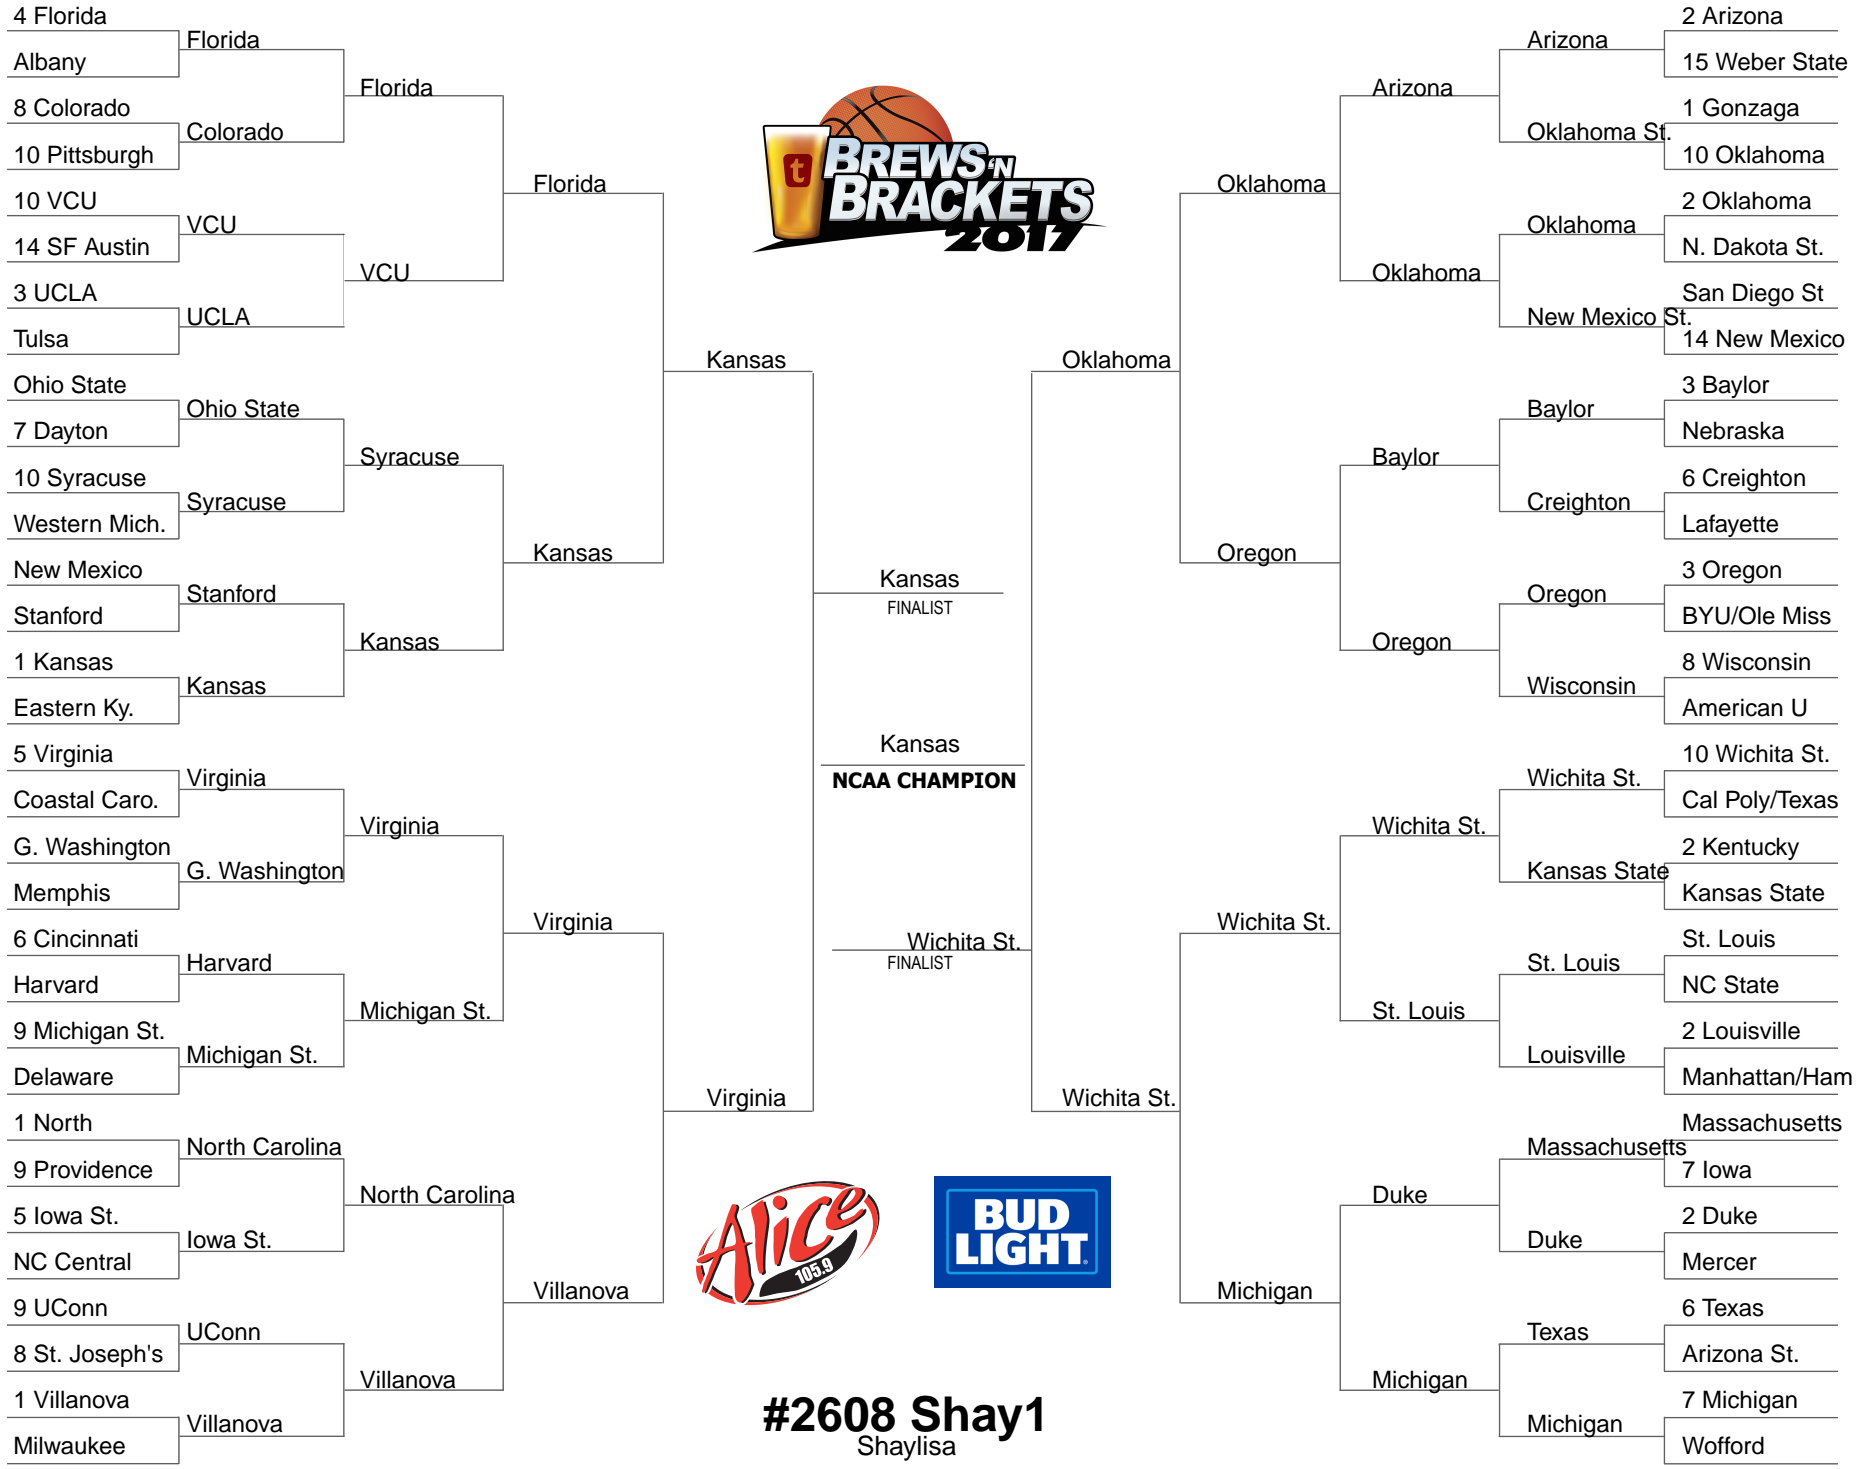 4 Florida
Albany
8 Colorado
10 Pittsburgh
10 VCU
14 SF Austin
3 UCLA
Tulsa
Ohio State
7 Dayton
10 Syracuse
Western Mich.
New Mexico
Stanford
1 Kansas
Eastern Ky.
5 Virginia
Coastal Caro.
G. Washington
Memphis
6 Cincinnati
Harvard
9 Michigan St.
Delaware
1 North
9 Providence
5 Iowa St.
NC Central
9 UConn
8 St. Joseph's
1 Villanova
Milwaukee
Florida
Colorado
VCU
UCLA
Ohio State
Syracuse
Stanford
Kansas
Virginia
G. Washington
Harvard
Michigan St.
North Carolina
Iowa St.
UConn
Villanova
Florida
VCU
Syracuse
Kansas
Virginia
Michigan St.
North Carolina
Villanova
Florida
Kansas
Virginia
Villanova
Kansas
Virginia
t
BREWS 'N
BRACKETS
2017
Kansas
FINALIST
Kansas
NCAA CHAMPION
Wichita St.
FINALIST
Alice
105.9
BUD
LIGHT
#2608 Shay1
Shaylisa
Oklahoma
Wichita St.
Oklahoma
Oregon
Wichita St.
Michigan
Arizona
Oklahoma
Baylor
Oregon
Wichita St.
St. Louis
Duke
Michigan
Arizona
Oklahoma St.
Oklahoma
New Mexico St.
Baylor
Creighton
Oregon
Wisconsin
Wichita St.
Kansas State
St. Louis
Louisville
Massachusetts
Duke
Texas
Michigan
2 Arizona
15 Weber State
1 Gonzaga
10 Oklahoma
2 Oklahoma
N. Dakota St.
San Diego St
14 New Mexico
3 Baylor
Nebraska
6 Creighton
Lafayette
3 Oregon
BYU/Ole Miss
8 Wisconsin
American U
10 Wichita St.
Cal Poly/Texas
2 Kentucky
Kansas State
St. Louis
NC State
2 Louisville
Manhattan/Ham
Massachusetts
7 Iowa
2 Duke
Mercer
6 Texas
Arizona St.
7 Michigan
Wofford